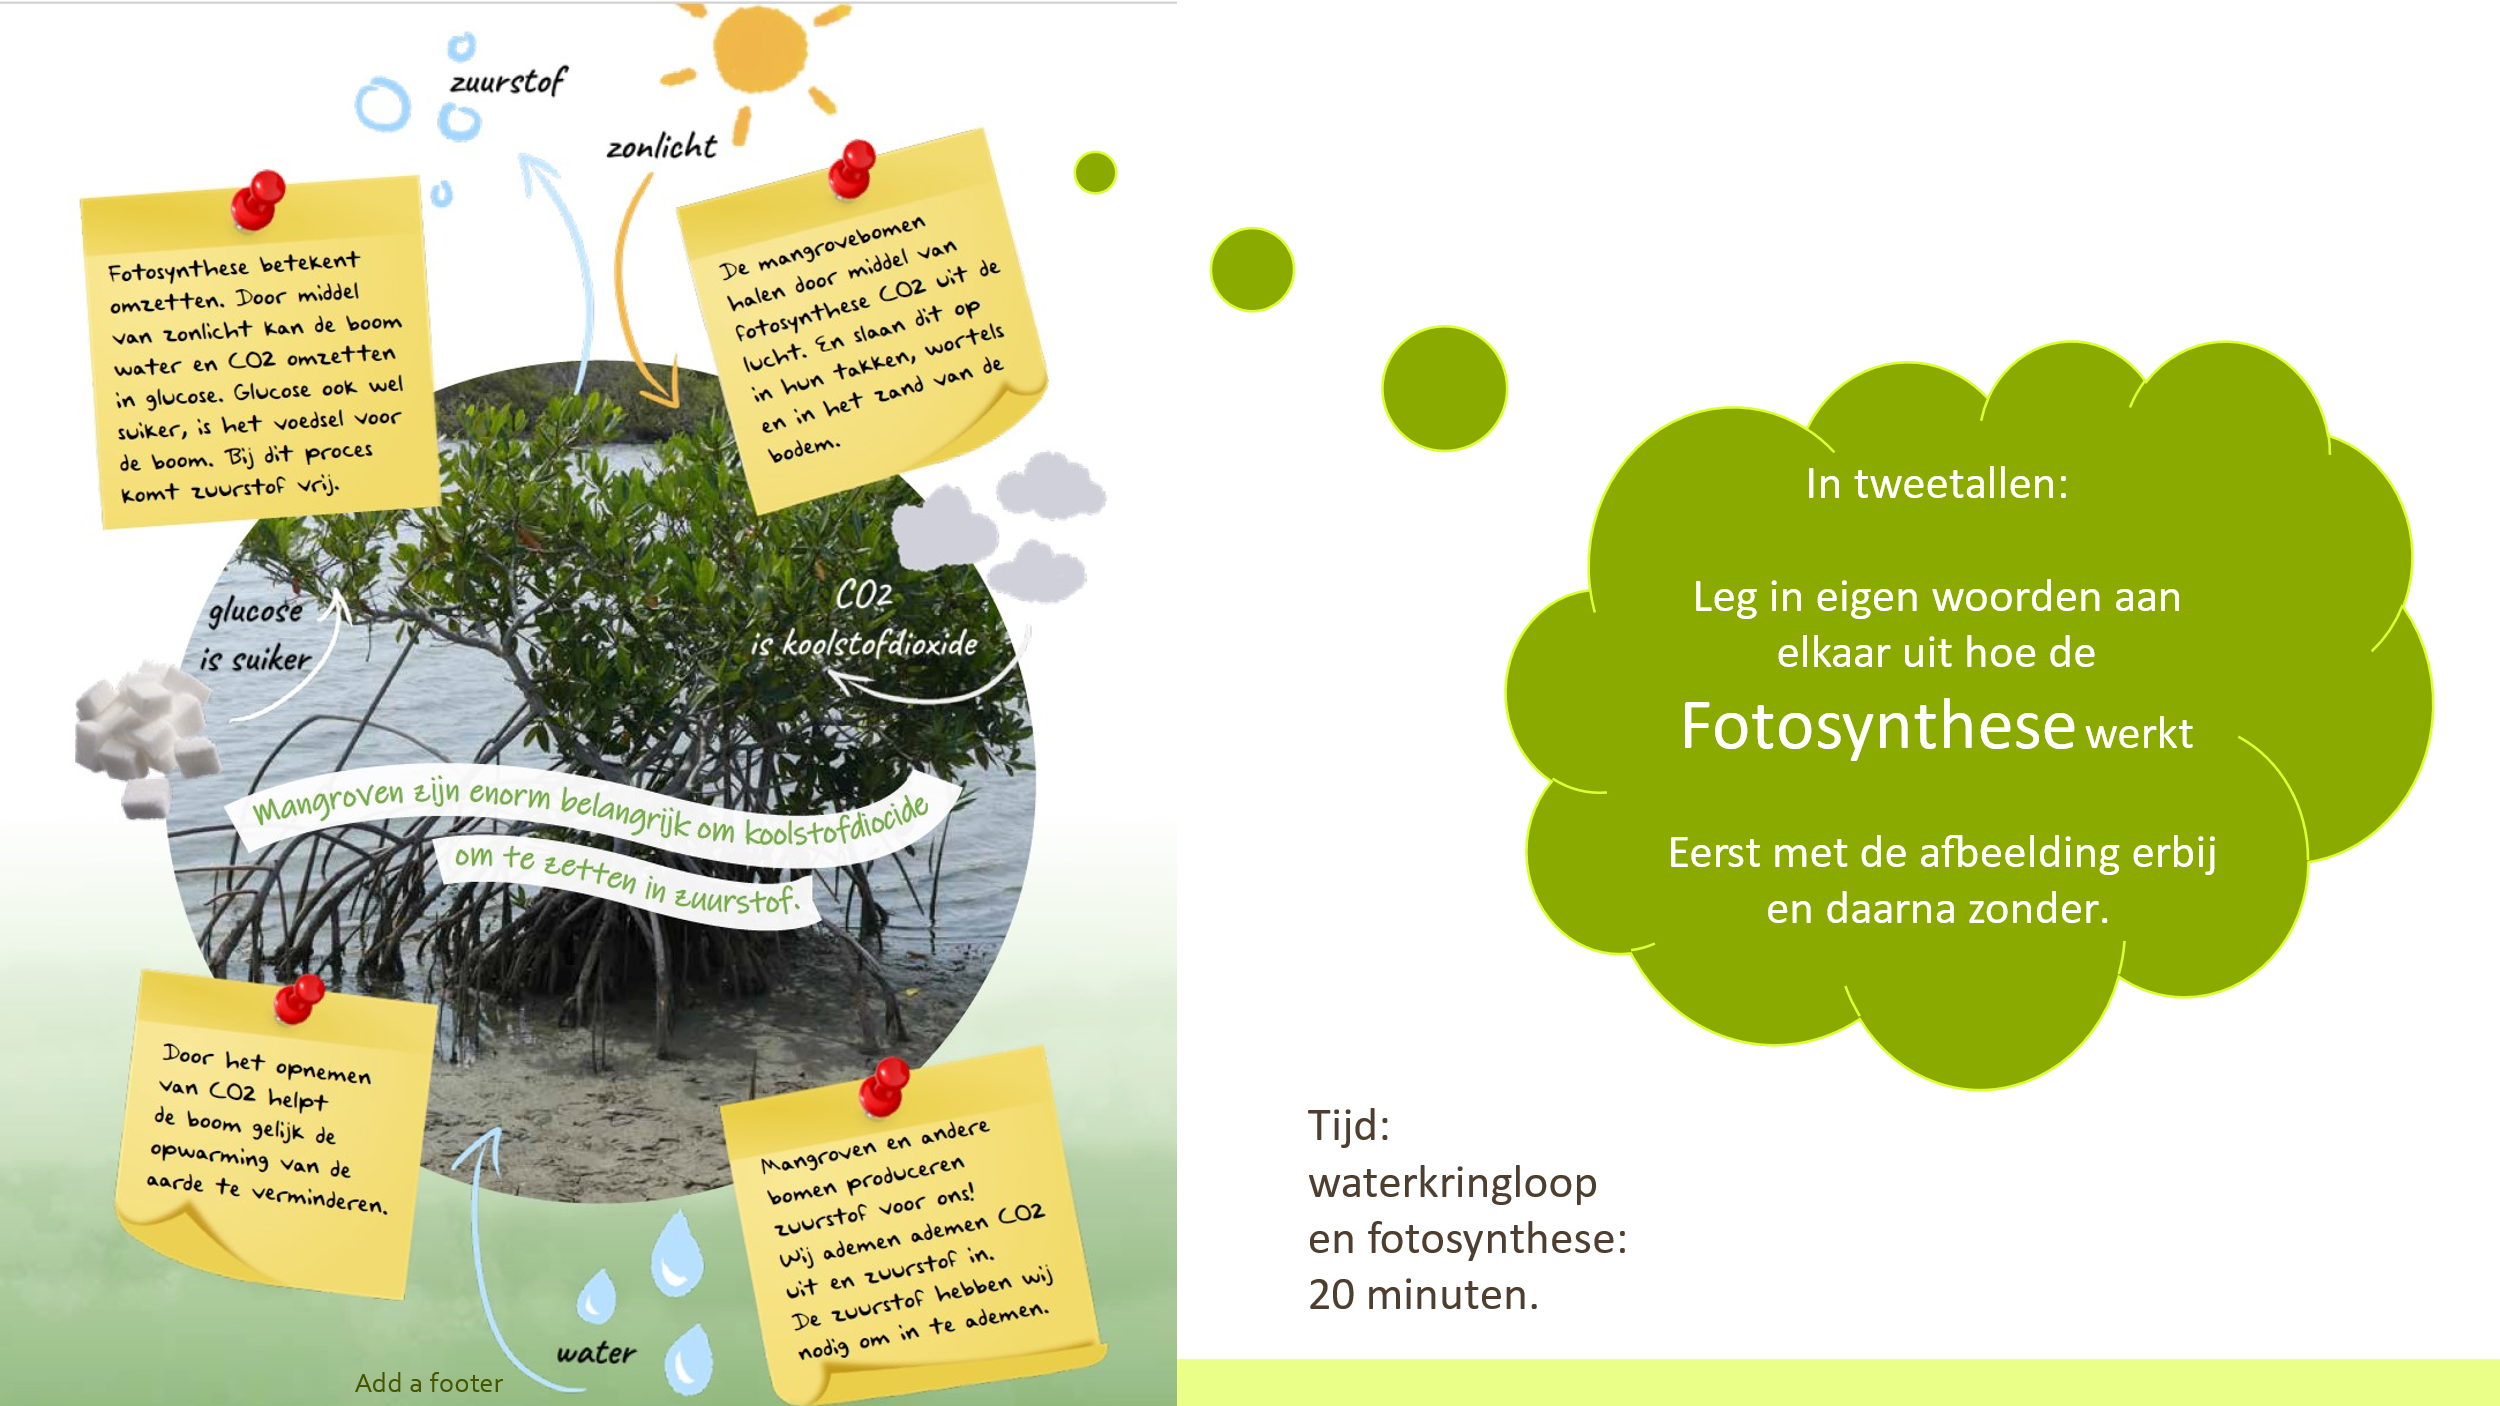 zuurstof
zonlicht
Fotosynthese betekent
omzetten. Door middel
van zonlicht kan de boom
water en CO2 omzetten
in glucose. Glucose ook wel
suiker, is het voedsel voor
de boom. Bij dit proces
komt zuurstof vrij.
De mangrovebomen
halen door middel van
fotosynthese CO2 uit de
lucht. En slaan dit op
in hun takken, wortels
en in het zand van de
bodem.
glucose
is suiker
CO2
is koolstofdioxide
Mangroven zijn enorm belangrijk om koolstofdiocide
om te zetten in zuurstof.
Door het opnemen
van CO2 helpt
de boom gelijk de
opwarming van de
aarde te verminderen.
Mangroven en andere
bomen produceren
zuurstof voor ons!
Wij ademen ademen CO2
uit en zuurstof in.
De zuurstof hebben wij
nodig om in te ademen.
water
Add a footer
In tweetallen:
Leg in eigen woorden aan
elkaar uit hoe de
Fotosynthese werkt
Eerst met de afbeelding erbij
en daarna zonder.
Tijd:
waterkringloop
en fotosynthese:
20 minuten.